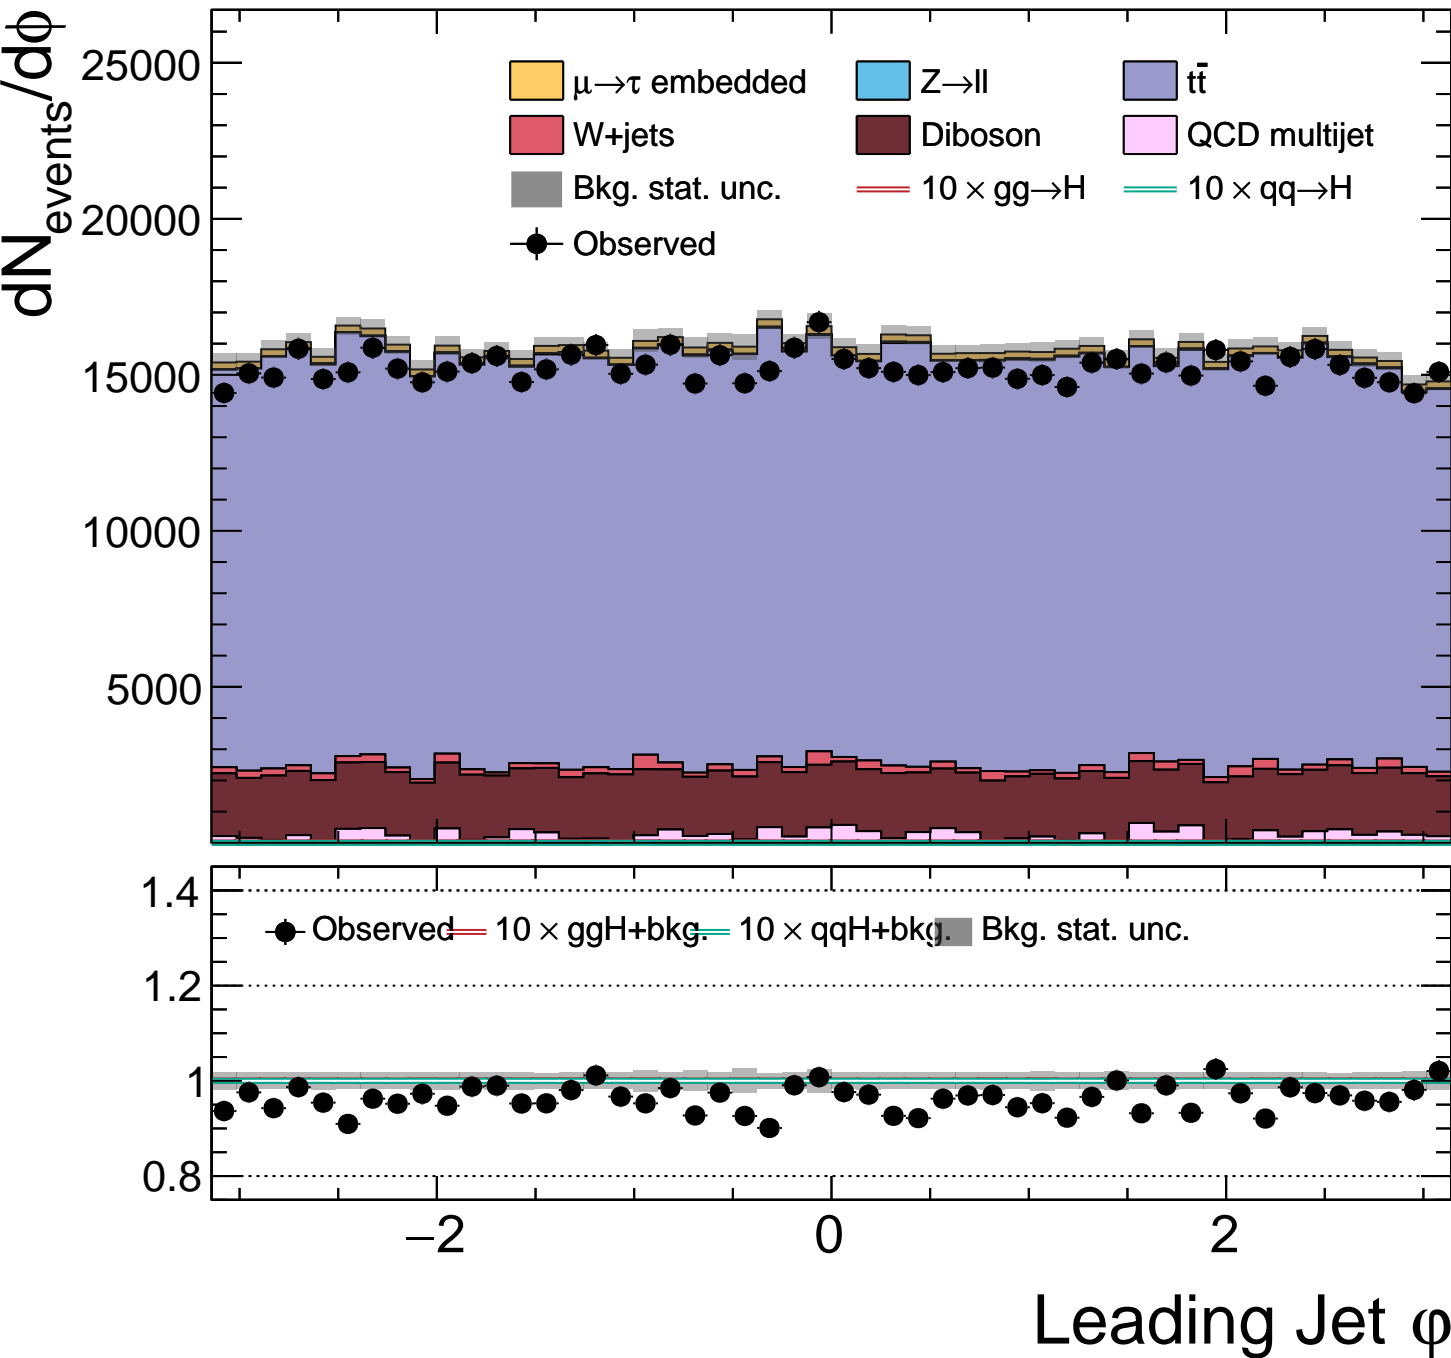 dN_events/dϕ
25000
20000
15000
10000
5000
μ→τ embedded
Z→ll
tt̄
W+jets
Diboson
QCD multijet
Bkg. stat. unc.
10 × gg→H
10 × qq→H
Observed
1.4
1.2
1
0.8
Observed
10 × ggH+bkg.
10 × qqH+bkg.
Bkg. stat. unc.
−2
0
2
Leading Jet φ